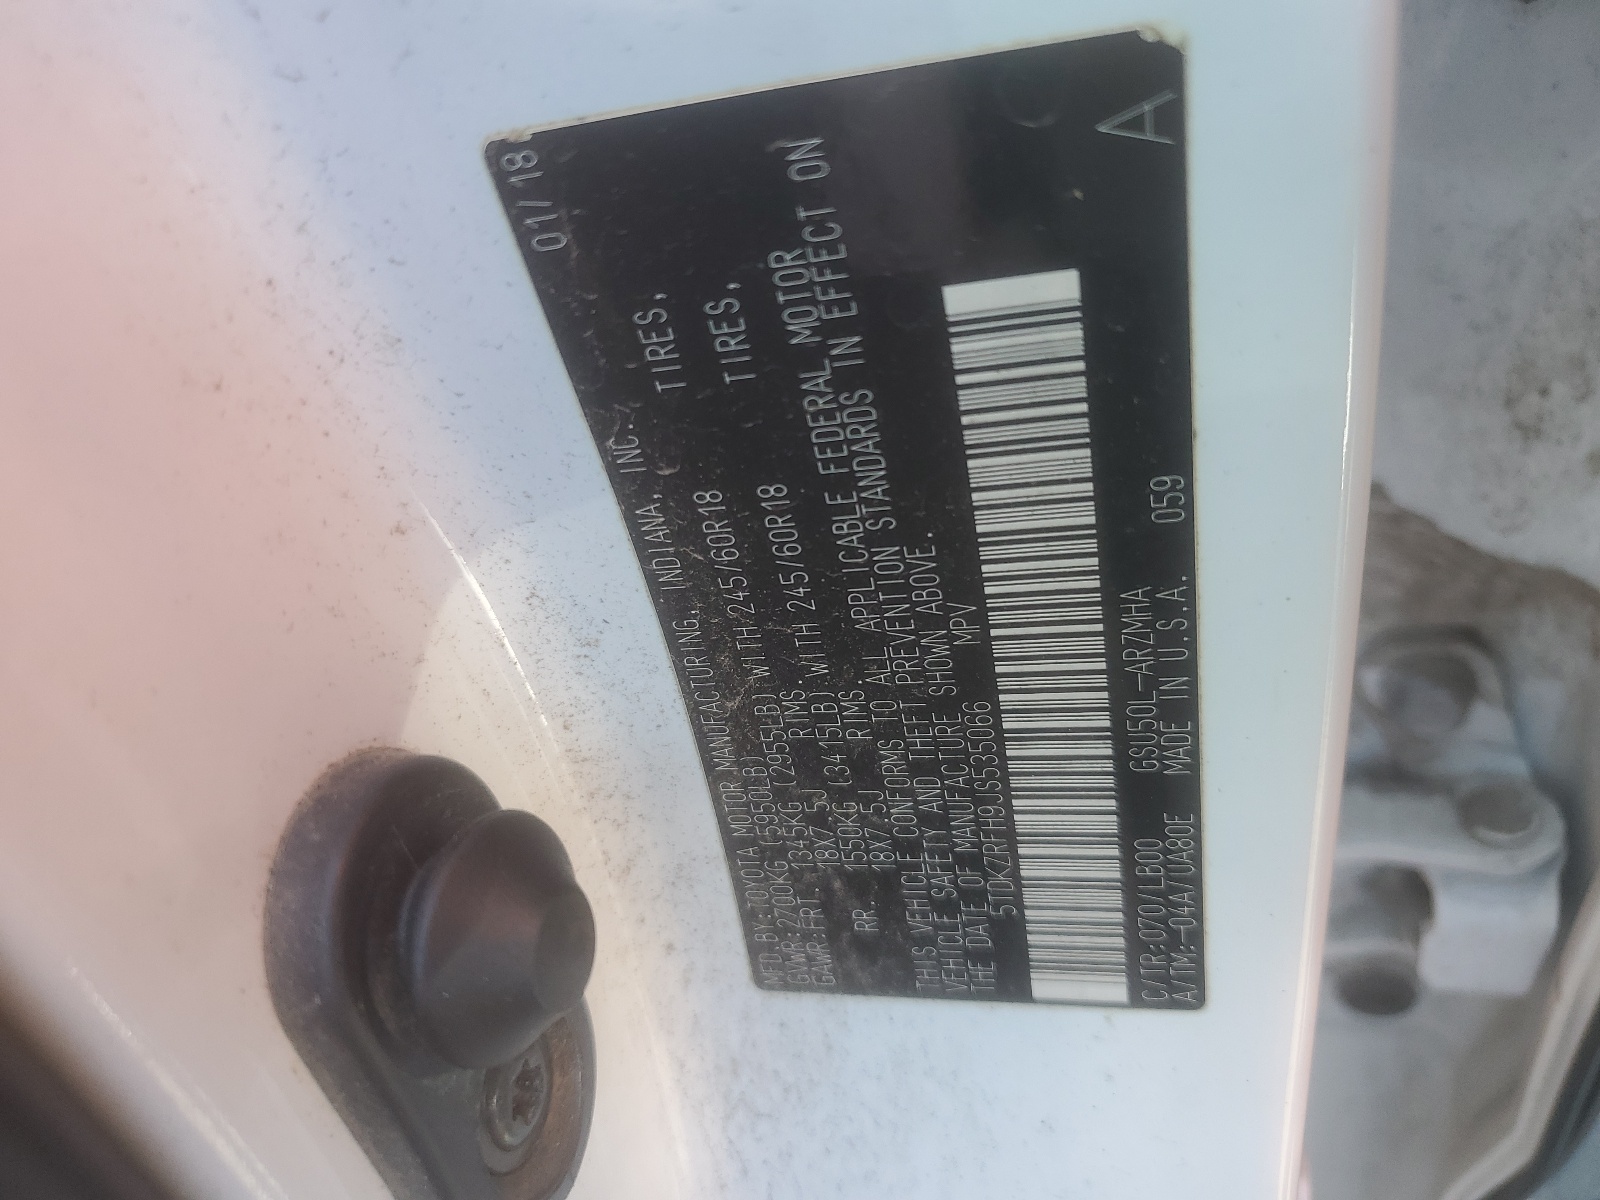 MFD.BY:TOYOTA MOTOR MANUFACTURING, INDIANA, INC. 01/18
GVWR:2700KG (5950LB)
GAWR:FRT.1345KG (2955LB) WITH 245/60R18 TIRES,
18X7.5J RIMS.
RR. 1550KG (3415LB) WITH 245/60R18 TIRES,
18X7.5J RIMS.
THIS VEHICLE CONFORMS TO ALL APPLICABLE FEDERAL MOTOR
VEHICLE SAFETY AND THEFT PREVENTION STANDARDS IN EFFECT ON
THE DATE OF MANUFACTURE SHOWN ABOVE.
5TDKZRFH9JS535066 MPV
C/TR:070/LB00 GSU50L-ARZMHA
A/TM:-04A/UA80E MADE IN U.S.A. 059 A